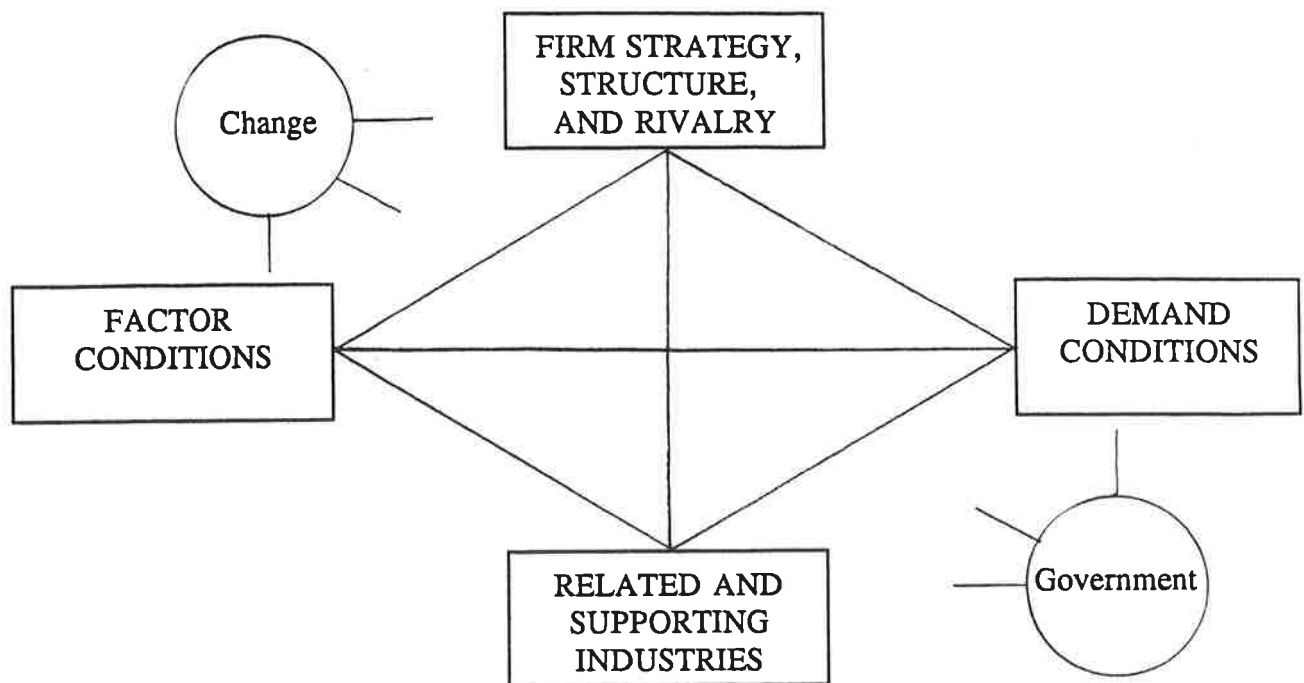 FIRM STRATEGY,
STRUCTURE,
AND RIVALRY
Change
FACTOR
CONDITIONS
DEMAND
CONDITIONS
RELATED AND
SUPPORTING
INDUSTRIES
Government